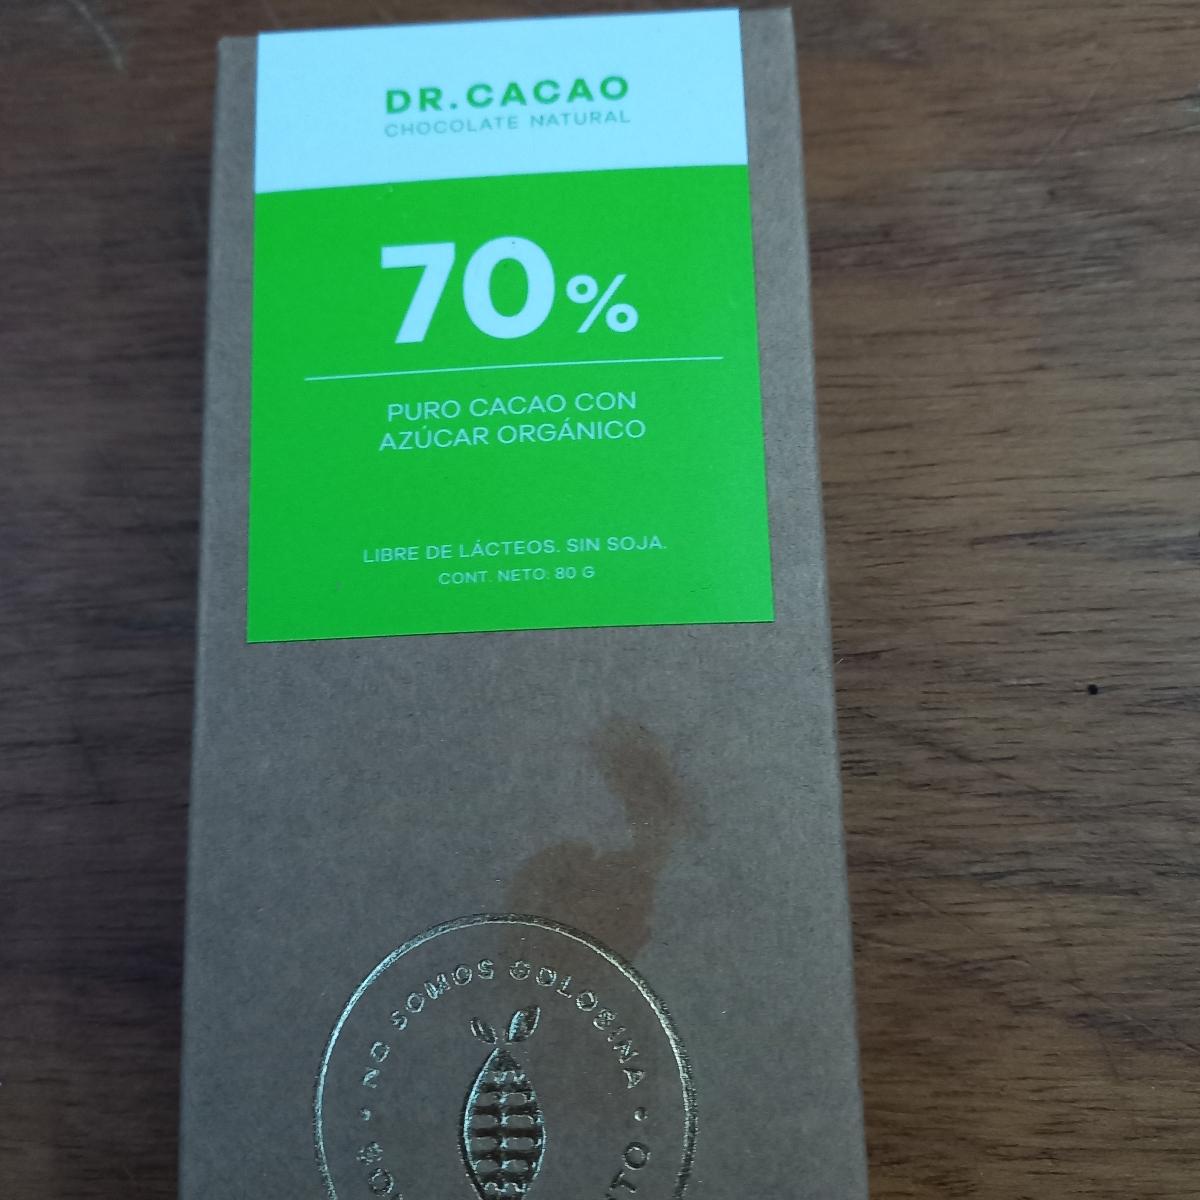 DR.CACAO
CHOCOLATE NATURAL
70%
PURO CACAO CON
AZÚCAR ORGÁNICO
LIBRE DE LÁCTEOS. SIN SOJA.
CONT. NETO: 80 G
• NO SOMOS GOLOSINA •